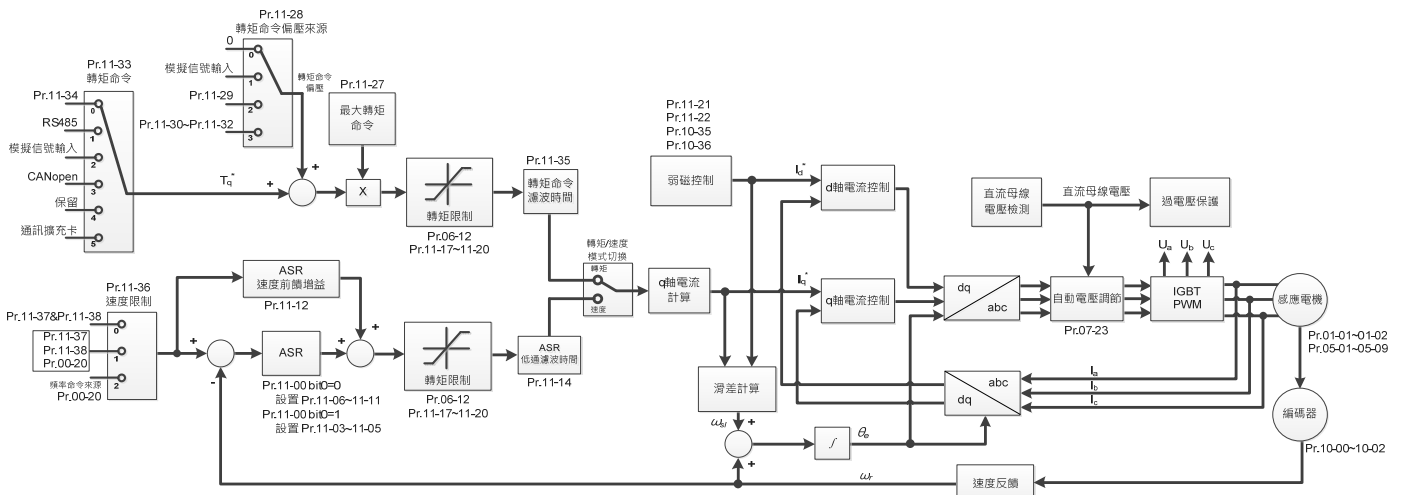 Pr.11-28
轉矩命令偏壓來源
0
0
模擬信號輸入
1
Pr.11-29
2
Pr.11-30~Pr.11-32
3
轉矩命令
偏壓
Pr.11-33
轉矩命令
Pr.11-34
0
RS485
1
模擬信號輸入
2
CANopen
3
保留
4
通訊擴充卡
5
Tq*
+
+
Pr.11-27
最大轉矩
命令
X
轉矩限制
Pr.06-12
Pr.11-17~11-20
Pr.11-35
轉矩命令
濾波時間
轉矩/速度
模式切換
轉矩
速度
q軸電流
計算
Pr.11-21
Pr.11-22
Pr.10-35
Pr.10-36
弱磁控制
Id*
d軸電流控制
Iq*
q軸電流控制
dq
abc
直流母線
電壓檢測
直流母線電壓
過電壓保護
自動電壓調節
Pr.07-23
Ua
Ub
Uc
IGBT
PWM
感應電機
Pr.01-01~01-02
Pr.05-01~05-09
編碼器
Pr.10-00~10-02
Ia
Ib
Ic
abc
dq
滑差計算
ωsl
+
+
∫
θe
ωr
速度反饋
Pr.11-36
速度限制
Pr.11-37&Pr.11-38
0
Pr.11-37
Pr.11-38
Pr.00-20
1
頻率命令來源
Pr.00-20
2
ASR
速度前饋增益
Pr.11-12
+
-
ASR
Pr.11-00 bit0=0
設置 Pr.11-06~11-11
Pr.11-00 bit0=1
設置 Pr.11-03~11-05
+
+
轉矩限制
Pr.06-12
Pr.11-17~11-20
ASR
低通濾波時間
Pr.11-14